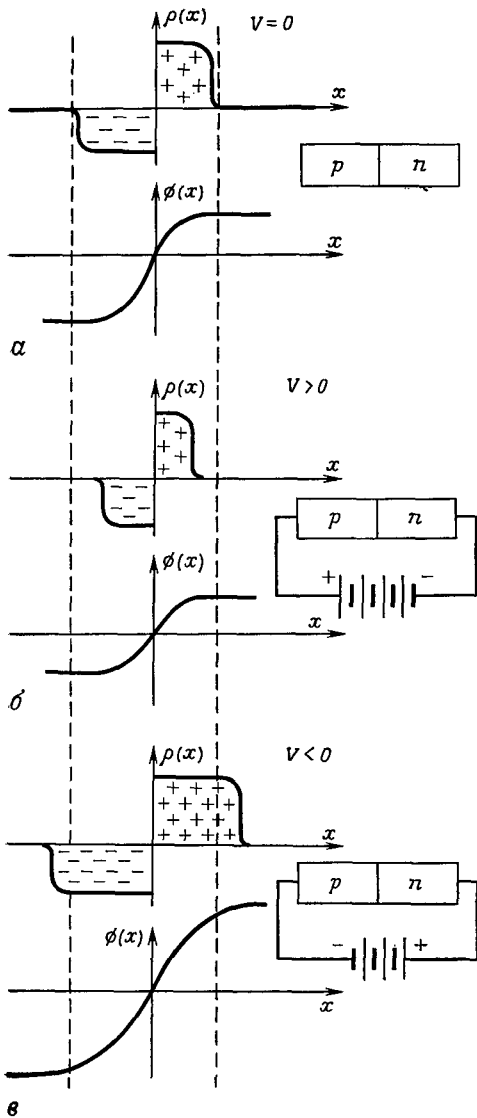 ρ(x) V=0
+ + + + + + +
x
– – – – – – –
p n
ϕ(x)
x
а
ρ(x) V>0
+ + + + + +
– – – – – –
p n
ϕ(x)
+ –
x
б
ρ(x) V<0
+ + + + + + + + + + + + + + + + + +
x
– – – – – – – – – – – –
p n
ϕ(x)
– +
x
в